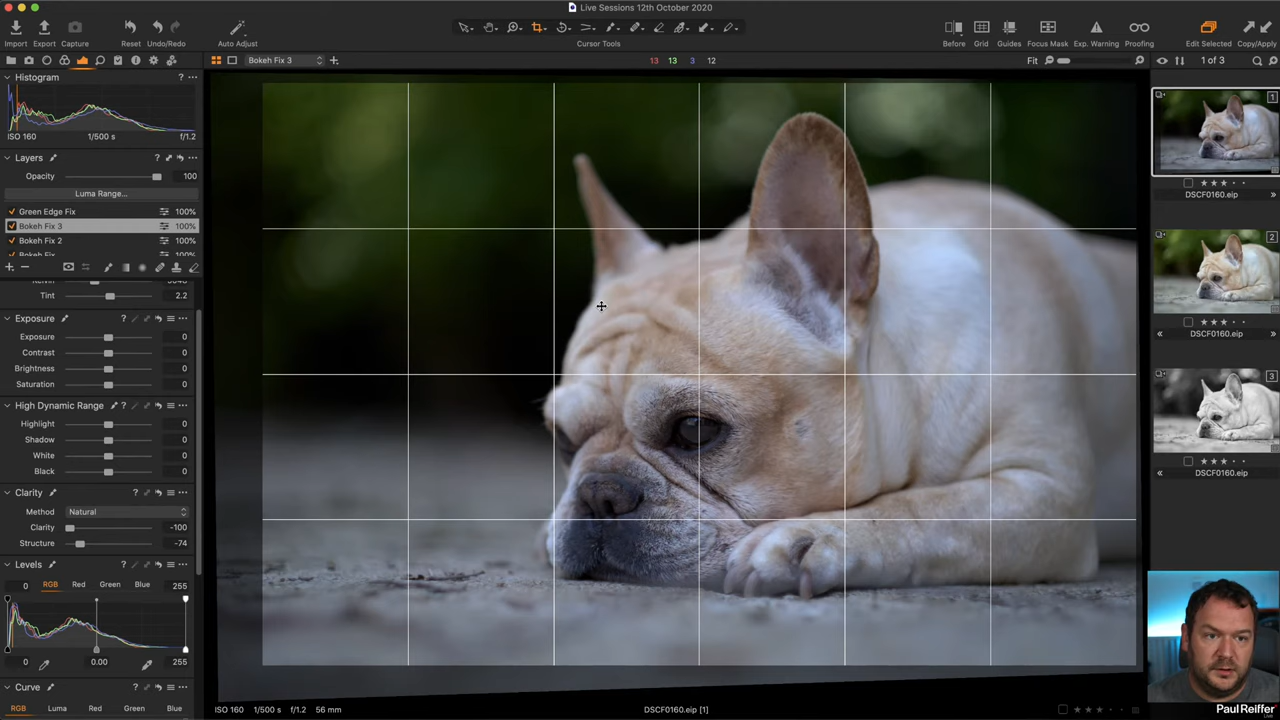 Live Sessions 12th October 2020
Import Export Capture Reset Undo/Redo Auto Adjust Cursor Tools Before Grid Guides Focus Mask Exp. Warning Proofing Edit Selected Copy/Apply
Bokeh Fix 3 13 13 3 12 Fit 1 of 3
Histogram ?
ISO 160 1/500 s f/1.2
Layers ?
Opacity 100
Luma Range...
Green Edge Fix 100%
Bokeh Fix 3 100%
Bokeh Fix 2 100%
Tint 2.2
Exposure ?
Exposure 0
Contrast 0
Brightness 0
Saturation 0
High Dynamic Range ?
Highlight 0
Shadow 0
White 0
Black 0
Clarity ?
Method Natural
Clarity -100
Structure -74
Levels ?
0 RGB Red Green Blue 255
0 0.00 255
Curve ?
RGB Luma Red Green Blue
ISO 160 1/500 s f/1.2 56 mm DSCF0160.eip [1]
1
DSCF0160.eip
2
DSCF0160.eip
3
DSCF0160.eip
Paul Reiffer
Live